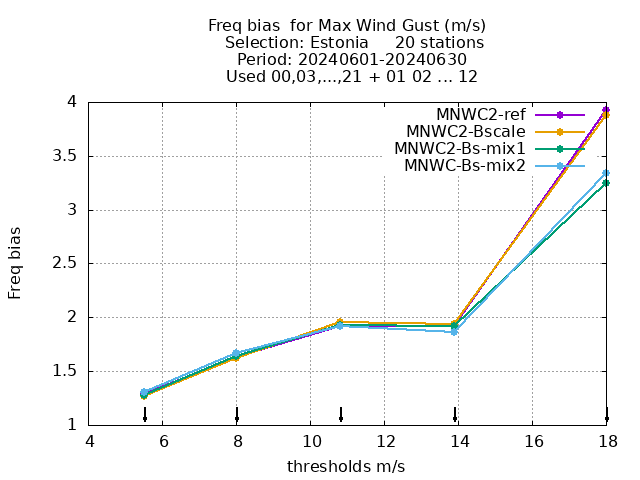 Freq bias  for Max Wind Gust (m/s)
Selection: Estonia     20 stations
Period: 20240601-20240630
Used 00,03,...,21 + 01 02 ... 12
MNWC2-ref
MNWC2-Bscale
MNWC2-Bs-mix1
MNWC-Bs-mix2
4
3.5
3
2.5
2
1.5
1
Freq bias
4 6 8 10 12 14 16 18
thresholds m/s